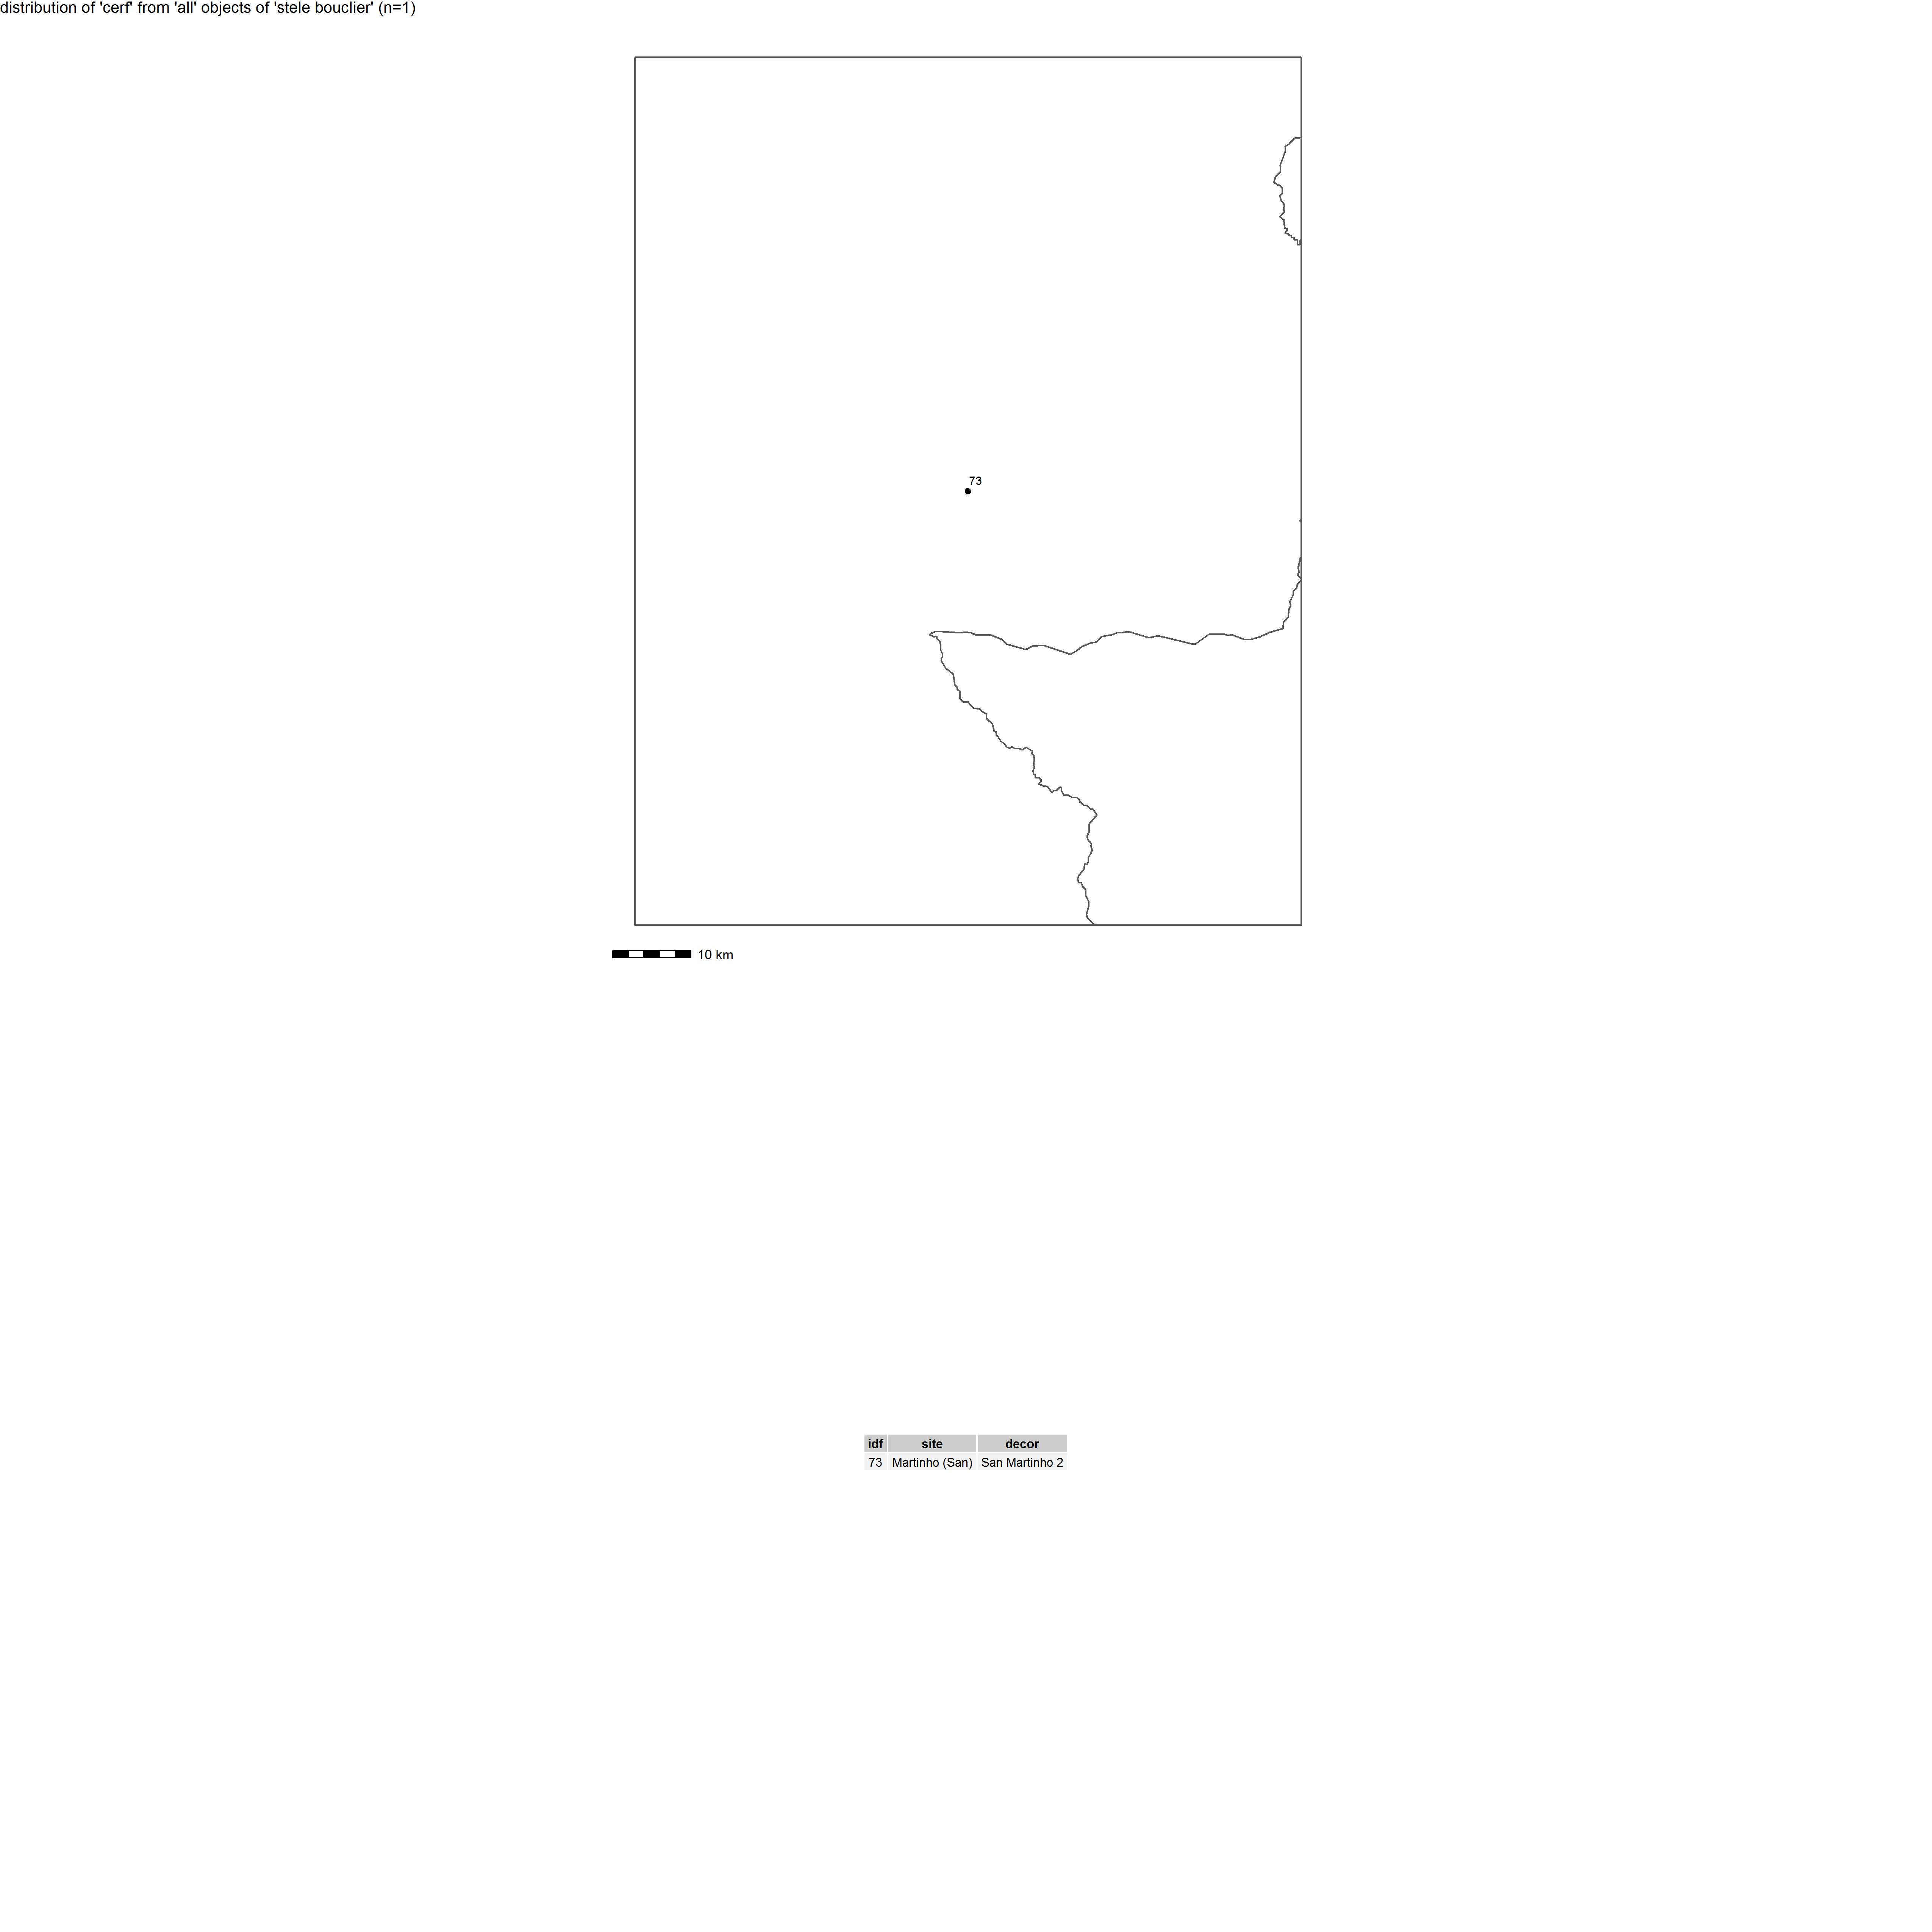 distribution of 'cerf' from 'all' objects of 'stele bouclier' (n=1)
73
10 km
idf site decor
73 Martinho (San) San Martinho 2